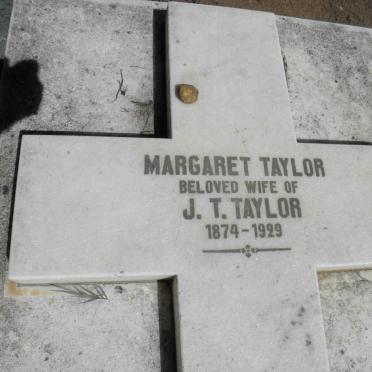 MARGARET TAYLOR
BELOVED WIFE OF
J. T. TAYLOR
1874-1929